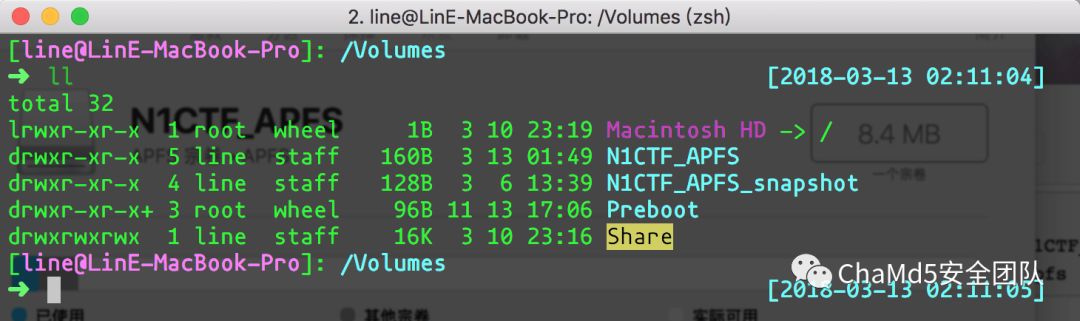 2. line@LinE-MacBook-Pro: /Volumes (zsh)
[line@LinE-MacBook-Pro]: /Volumes
➜ ll [2018-03-13 02:11:04]
total 32
lrwxr-xr-x 1 root wheel 1B 3 10 23:19 Macintosh HD -> /
drwxr-xr-x 5 line staff 160B 3 13 01:49 N1CTF_APFS
drwxr-xr-x 4 line staff 128B 3 6 13:39 N1CTF_APFS_snapshot
drwxr-xr-x+ 3 root wheel 96B 11 13 17:06 Preboot
drwxrwxrwx 1 line staff 16K 3 10 23:16 Share
[line@LinE-MacBook-Pro]: /Volumes
➜ [2018-03-13 02:11:05]
N1CTF_APFS
8.4 MB
一个宗卷
ChaMd5安全团队
已使用
其他宗卷
实际可用